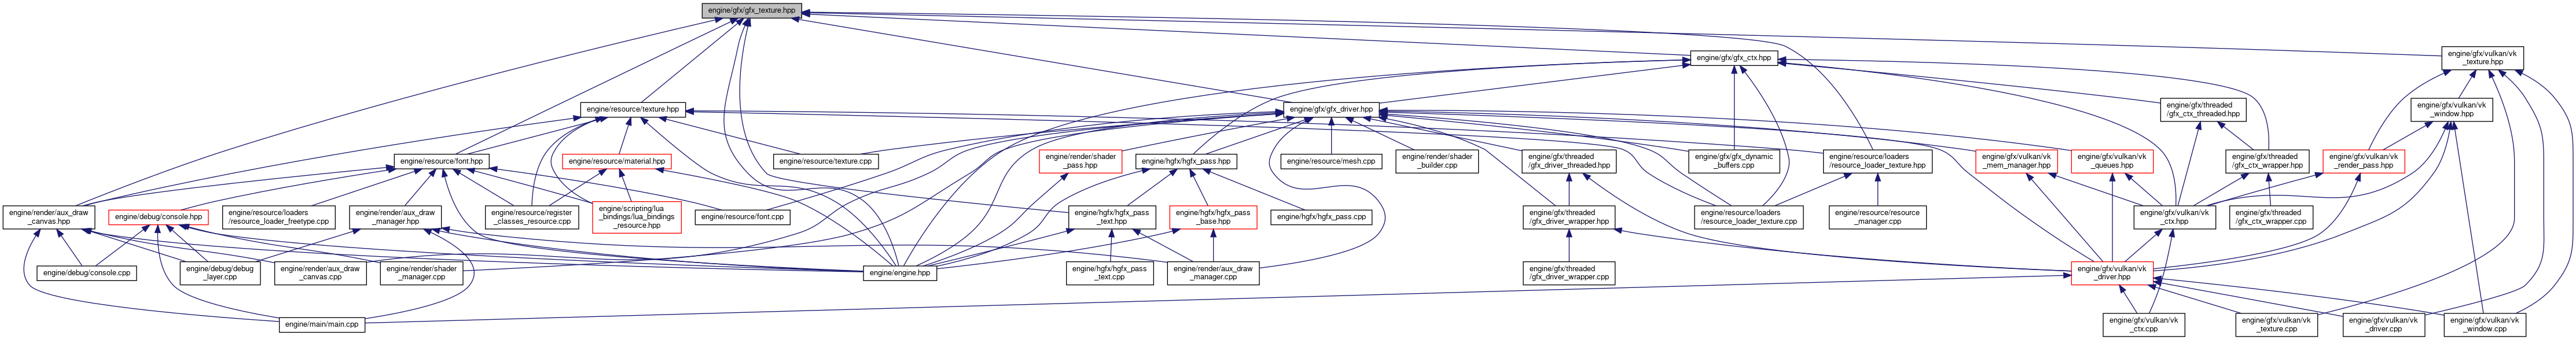 engine/gfx/gfx_texture.hpp
engine/gfx/gfx_ctx.hpp
engine/gfx/vulkan/vk
_texture.hpp
engine/resource/texture.hpp
engine/gfx/gfx_driver.hpp
engine/gfx/threaded
/gfx_ctx_threaded.hpp
engine/gfx/vulkan/vk
_window.hpp
engine/resource/font.hpp
engine/resource/material.hpp
engine/resource/texture.cpp
engine/render/shader
_pass.hpp
engine/hgfx/hgfx_pass.hpp
engine/resource/mesh.cpp
engine/render/shader
_builder.cpp
engine/gfx/threaded
/gfx_driver_threaded.hpp
engine/gfx/gfx_dynamic
_buffers.cpp
engine/resource/loaders
/resource_loader_texture.hpp
engine/gfx/vulkan/vk
_mem_manager.hpp
engine/gfx/vulkan/vk
_queues.hpp
engine/gfx/threaded
/gfx_ctx_wrapper.hpp
engine/gfx/vulkan/vk
_render_pass.hpp
engine/render/aux_draw
_canvas.hpp
engine/debug/console.hpp
engine/resource/loaders
/resource_loader_freetype.cpp
engine/render/aux_draw
_manager.hpp
engine/resource/register
_classes_resource.cpp
engine/scripting/lua
_bindings/lua_bindings
_resource.hpp
engine/resource/font.cpp
engine/hgfx/hgfx_pass
_text.hpp
engine/hgfx/hgfx_pass
_base.hpp
engine/hgfx/hgfx_pass.cpp
engine/gfx/threaded
/gfx_driver_wrapper.hpp
engine/resource/loaders
/resource_loader_texture.cpp
engine/resource/resource
_manager.cpp
engine/gfx/vulkan/vk
_ctx.hpp
engine/gfx/threaded
/gfx_ctx_wrapper.cpp
engine/debug/console.cpp
engine/debug/debug
_layer.cpp
engine/render/aux_draw
_canvas.cpp
engine/render/shader
_manager.cpp
engine/engine.hpp
engine/hgfx/hgfx_pass
_text.cpp
engine/render/aux_draw
_manager.cpp
engine/gfx/threaded
/gfx_driver_wrapper.cpp
engine/gfx/vulkan/vk
_driver.hpp
engine/main/main.cpp
engine/gfx/vulkan/vk
_ctx.cpp
engine/gfx/vulkan/vk
_texture.cpp
engine/gfx/vulkan/vk
_driver.cpp
engine/gfx/vulkan/vk
_window.cpp